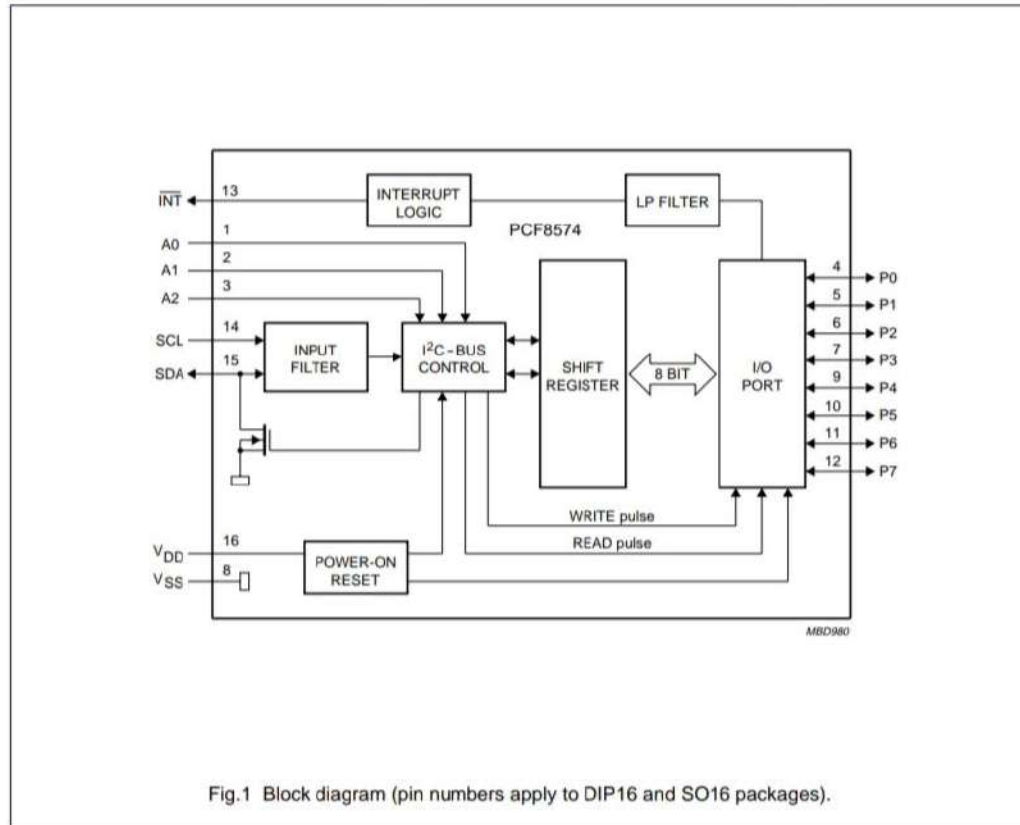 INT
13
INTERRUPT
LOGIC
LP FILTER
PCF8574
A0
1
A1
2
A2
3
SCL
14
SDA
15
INPUT
FILTER
I²C-BUS
CONTROL
SHIFT
REGISTER
8 BIT
I/O
PORT
4
P0
5
P1
6
P2
7
P3
9
P4
10
P5
11
P6
12
P7
WRITE pulse
READ pulse
VDD
16
VSS
8
POWER-ON
RESET
MBD980
Fig.1 Block diagram (pin numbers apply to DIP16 and SO16 packages).